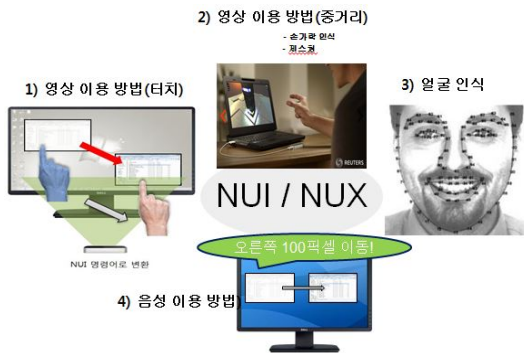 2) 영상 이용 방법(중거리)
- 손가락 인식
- 제스쳐
1) 영상 이용 방법(터치)
3) 얼굴 인식
REUTERS
NUI / NUX
NUI 명령어로 변환
오른쪽 100픽셀 이동!
4) 음성 이용 방법)